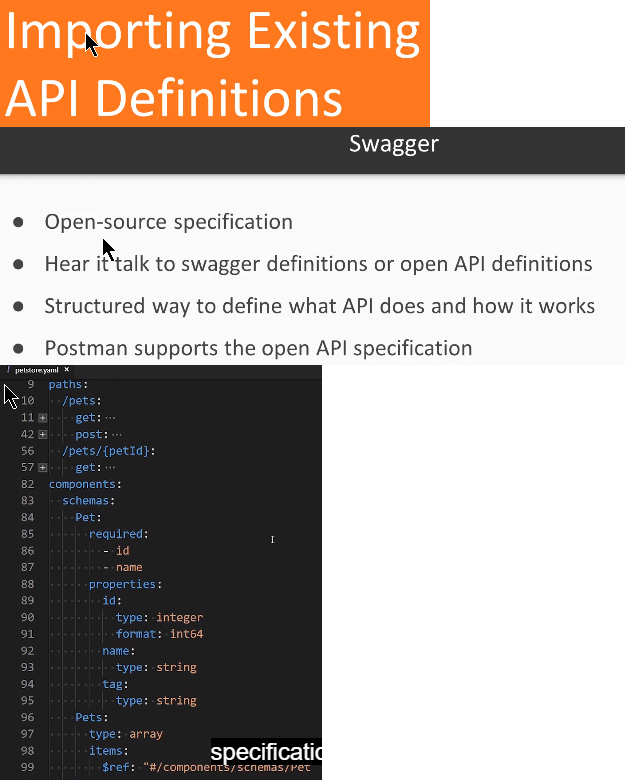 Importing Existing
API Definitions
Swagger
● Open-source specification
● Hear it talk to swagger definitions or open API definitions
● Structured way to define what API does and how it works
● Postman supports the open API specification
! petstore.yaml ×
9 paths:
10 /pets:
11 get: ···
42 post: ···
56 /pets/{petId}:
57 get: ···
82 components:
83 schemas:
84 Pet:
85 required:
86 - id
87 - name
88 properties:
89 id:
90 type: integer
91 format: int64
92 name:
93 type: string
94 tag:
95 type: string
96 Pets:
97 type: array
98 items:
specificatio
99 $ref: "#/components/schemas/Pet